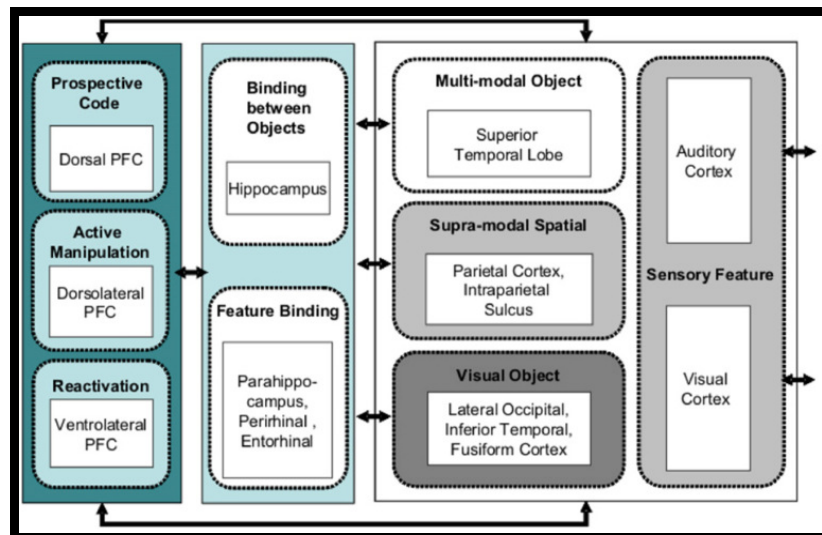 Prospective
Code
Dorsal PFC
Active
Manipulation
Dorsolateral
PFC
Reactivation
Ventrolateral
PFC
Binding
between
Objects
Hippocampus
Feature Binding
Parahippo-
campus,
Perirhinal ,
Entorhinal
Multi-modal Object
Superior
Temporal Lobe
Supra-modal Spatial
Parietal Cortex,
Intraparietal
Sulcus
Visual Object
Lateral Occipital,
Inferior Temporal,
Fusiform Cortex
Auditory
Cortex
Sensory Feature
Visual
Cortex